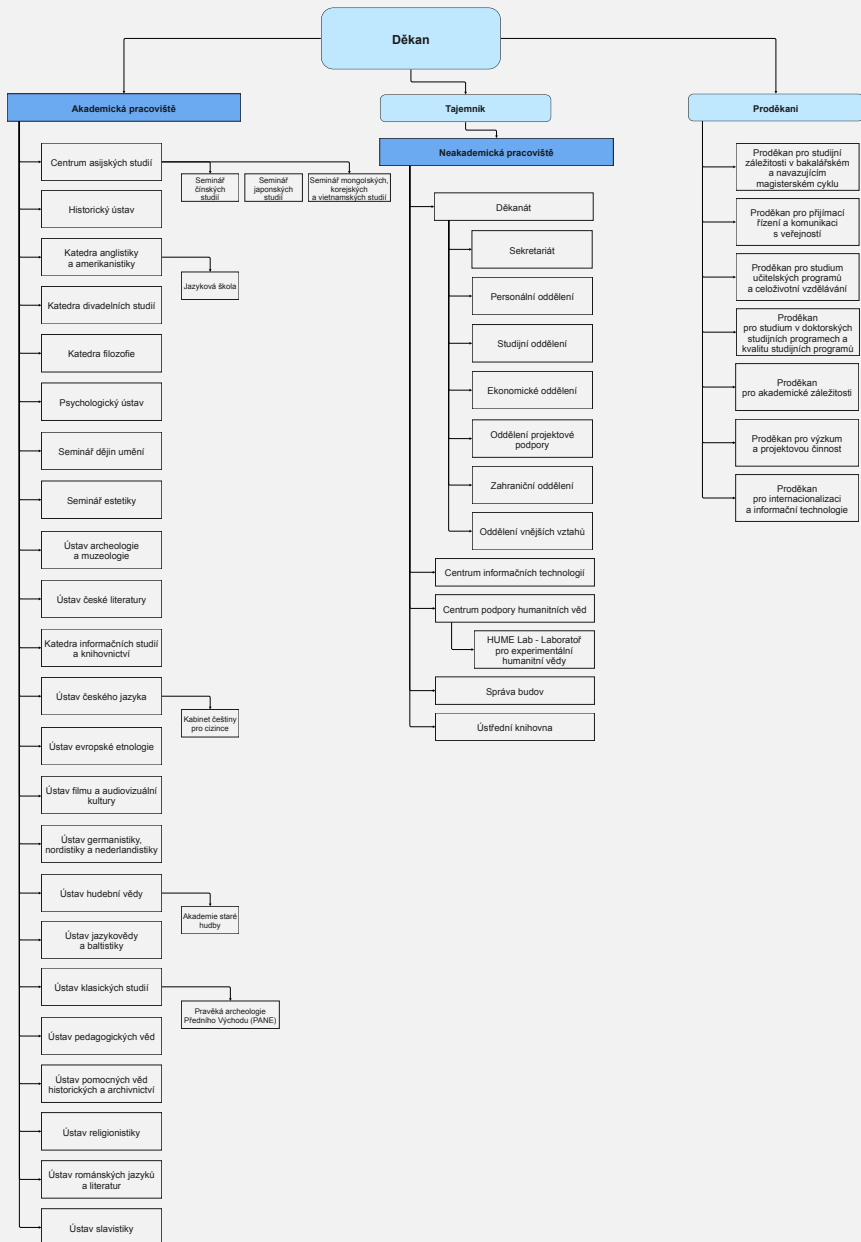 Děkan
Akademická pracoviště
Tajemník
Proděkani
Neakademická pracoviště
Centrum asijských studií
Seminář
čínských
studií
Seminář
japonských
studií
Seminář mongolských,
korejských
a vietnamských studií
Historický ústav
Katedra anglistiky
a amerikanistiky
Jazyková škola
Katedra divadelních studií
Katedra filozofie
Psychologický ústav
Seminář dějin umění
Seminář estetiky
Ústav archeologie
a muzeologie
Ústav české literatury
Katedra informačních studií
a knihovnictví
Ústav českého jazyka
Kabinet češtiny
pro cizince
Ústav evropské etnologie
Ústav filmu a audiovizuální
kultury
Ústav germanistiky,
nordistiky a nederlandistiky
Ústav hudební vědy
Akademie staré
hudby
Ústav jazykovědy
a baltistiky
Ústav klasických studií
Pravěká archeologie
Předního Východu (PANE)
Ústav pedagogických věd
Ústav pomocných věd
historických a archivnictví
Ústav religionistiky
Ústav románských jazyků
a literatur
Ústav slavistiky
Děkanát
Sekretariát
Personální oddělení
Studijní oddělení
Ekonomické oddělení
Oddělení projektové
podpory
Zahraniční oddělení
Oddělení vnějších vztahů
Centrum informačních technologií
Centrum podpory humanitních věd
HUME Lab - Laboratoř
pro experimentální
humanitní vědy
Správa budov
Ústřední knihovna
Proděkan pro studijní
záležitosti v bakalářském
a navazujícím
magisterském cyklu
Proděkan pro přijímací
řízení a komunikaci
s veřejností
Proděkan pro studium
učitelských programů
a celoživotní vzdělávání
Proděkan
pro studium v doktorských
studijních programech a
kvalitu studijních programů
Proděkan
pro akademické záležitosti
Proděkan pro výzkum
a projektovou činnost
Proděkan
pro internacionalizaci
a informační technologie